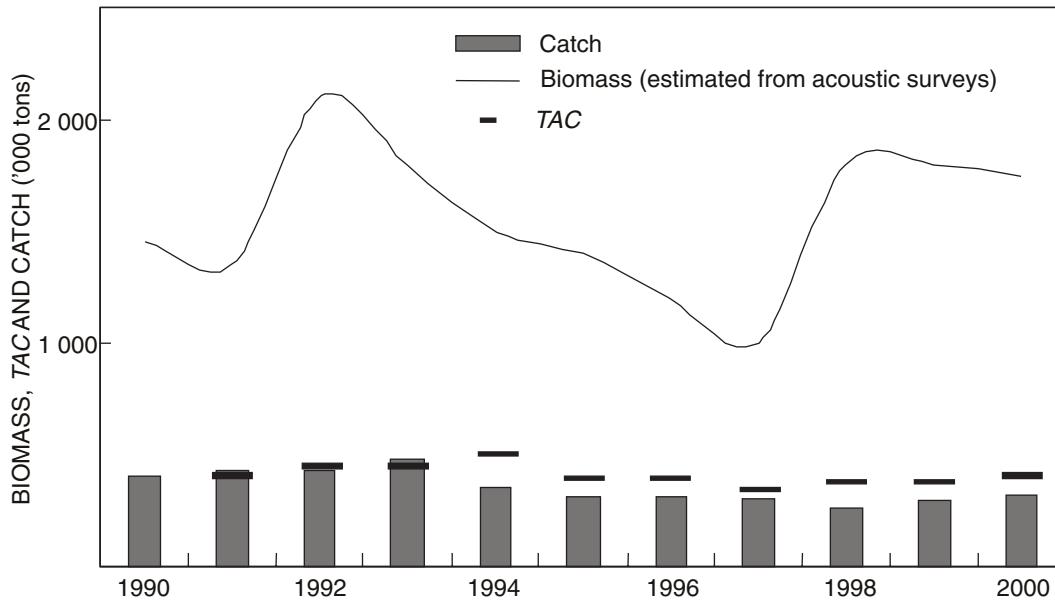 Catch
Biomass (estimated from acoustic surveys)
TAC
BIOMASS, TAC AND CATCH ('000 tons)
2 000
1 000
1990 1992 1994 1996 1998 2000